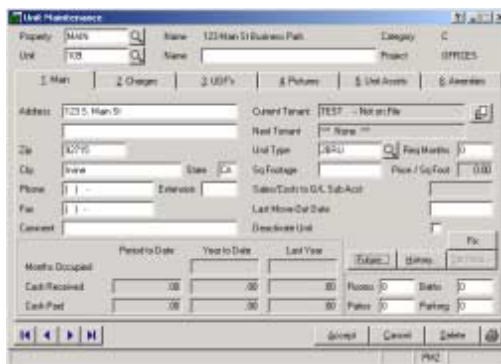 Unit Maintenance
Property MAIN Name 123 Main St Business Park Category C
Unit 109 Name Project OFFICES
1. Main 2. Charges 3. UDF's 4. Pictures 5. Unit Assets 6. Amenities
Address 123 S. Main St Current Tenant TEST - Not on File
Next Tenant ** None **
Zip 92715 Unit Type Req Months 0
City Irvine State CA Sq Footage Price / Sq Foot 0.00
Phone ( ) - Extension Sales/Costs to G/L Sub Acct
Fax ( ) - Last Move-Out Date
Comment Deactivate Unit
Period to Date Year to Date Last Year Fix
Months Occupied Future... History
Cash Received .00 .00 .00 Rooms 0 Baths 0
Cash Paid .00 .00 .00 Patios 0 Parking 0
Accept Cancel Delete